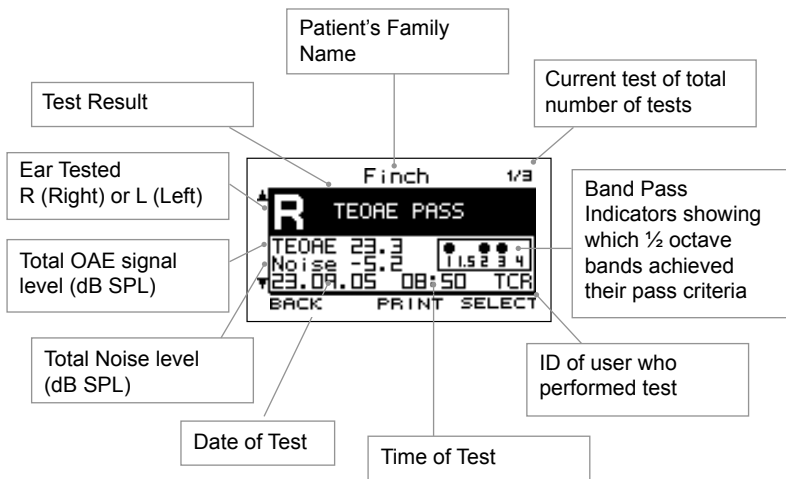 Patient's Family
Name
Current test of total
number of tests
Test Result
Ear Tested
R (Right) or L (Left)
Finch 1/3
R TEOAE PASS
Band Pass
Indicators showing
which ½ octave
bands achieved
their pass criteria
Total OAE signal
level (dB SPL)
TEOAE 23.3
Noise -5.2
1 1.5 2 3 4
23.09.05 08:50 TCR
BACK PRINT SELECT
Total Noise level
(dB SPL)
ID of user who
performed test
Date of Test
Time of Test